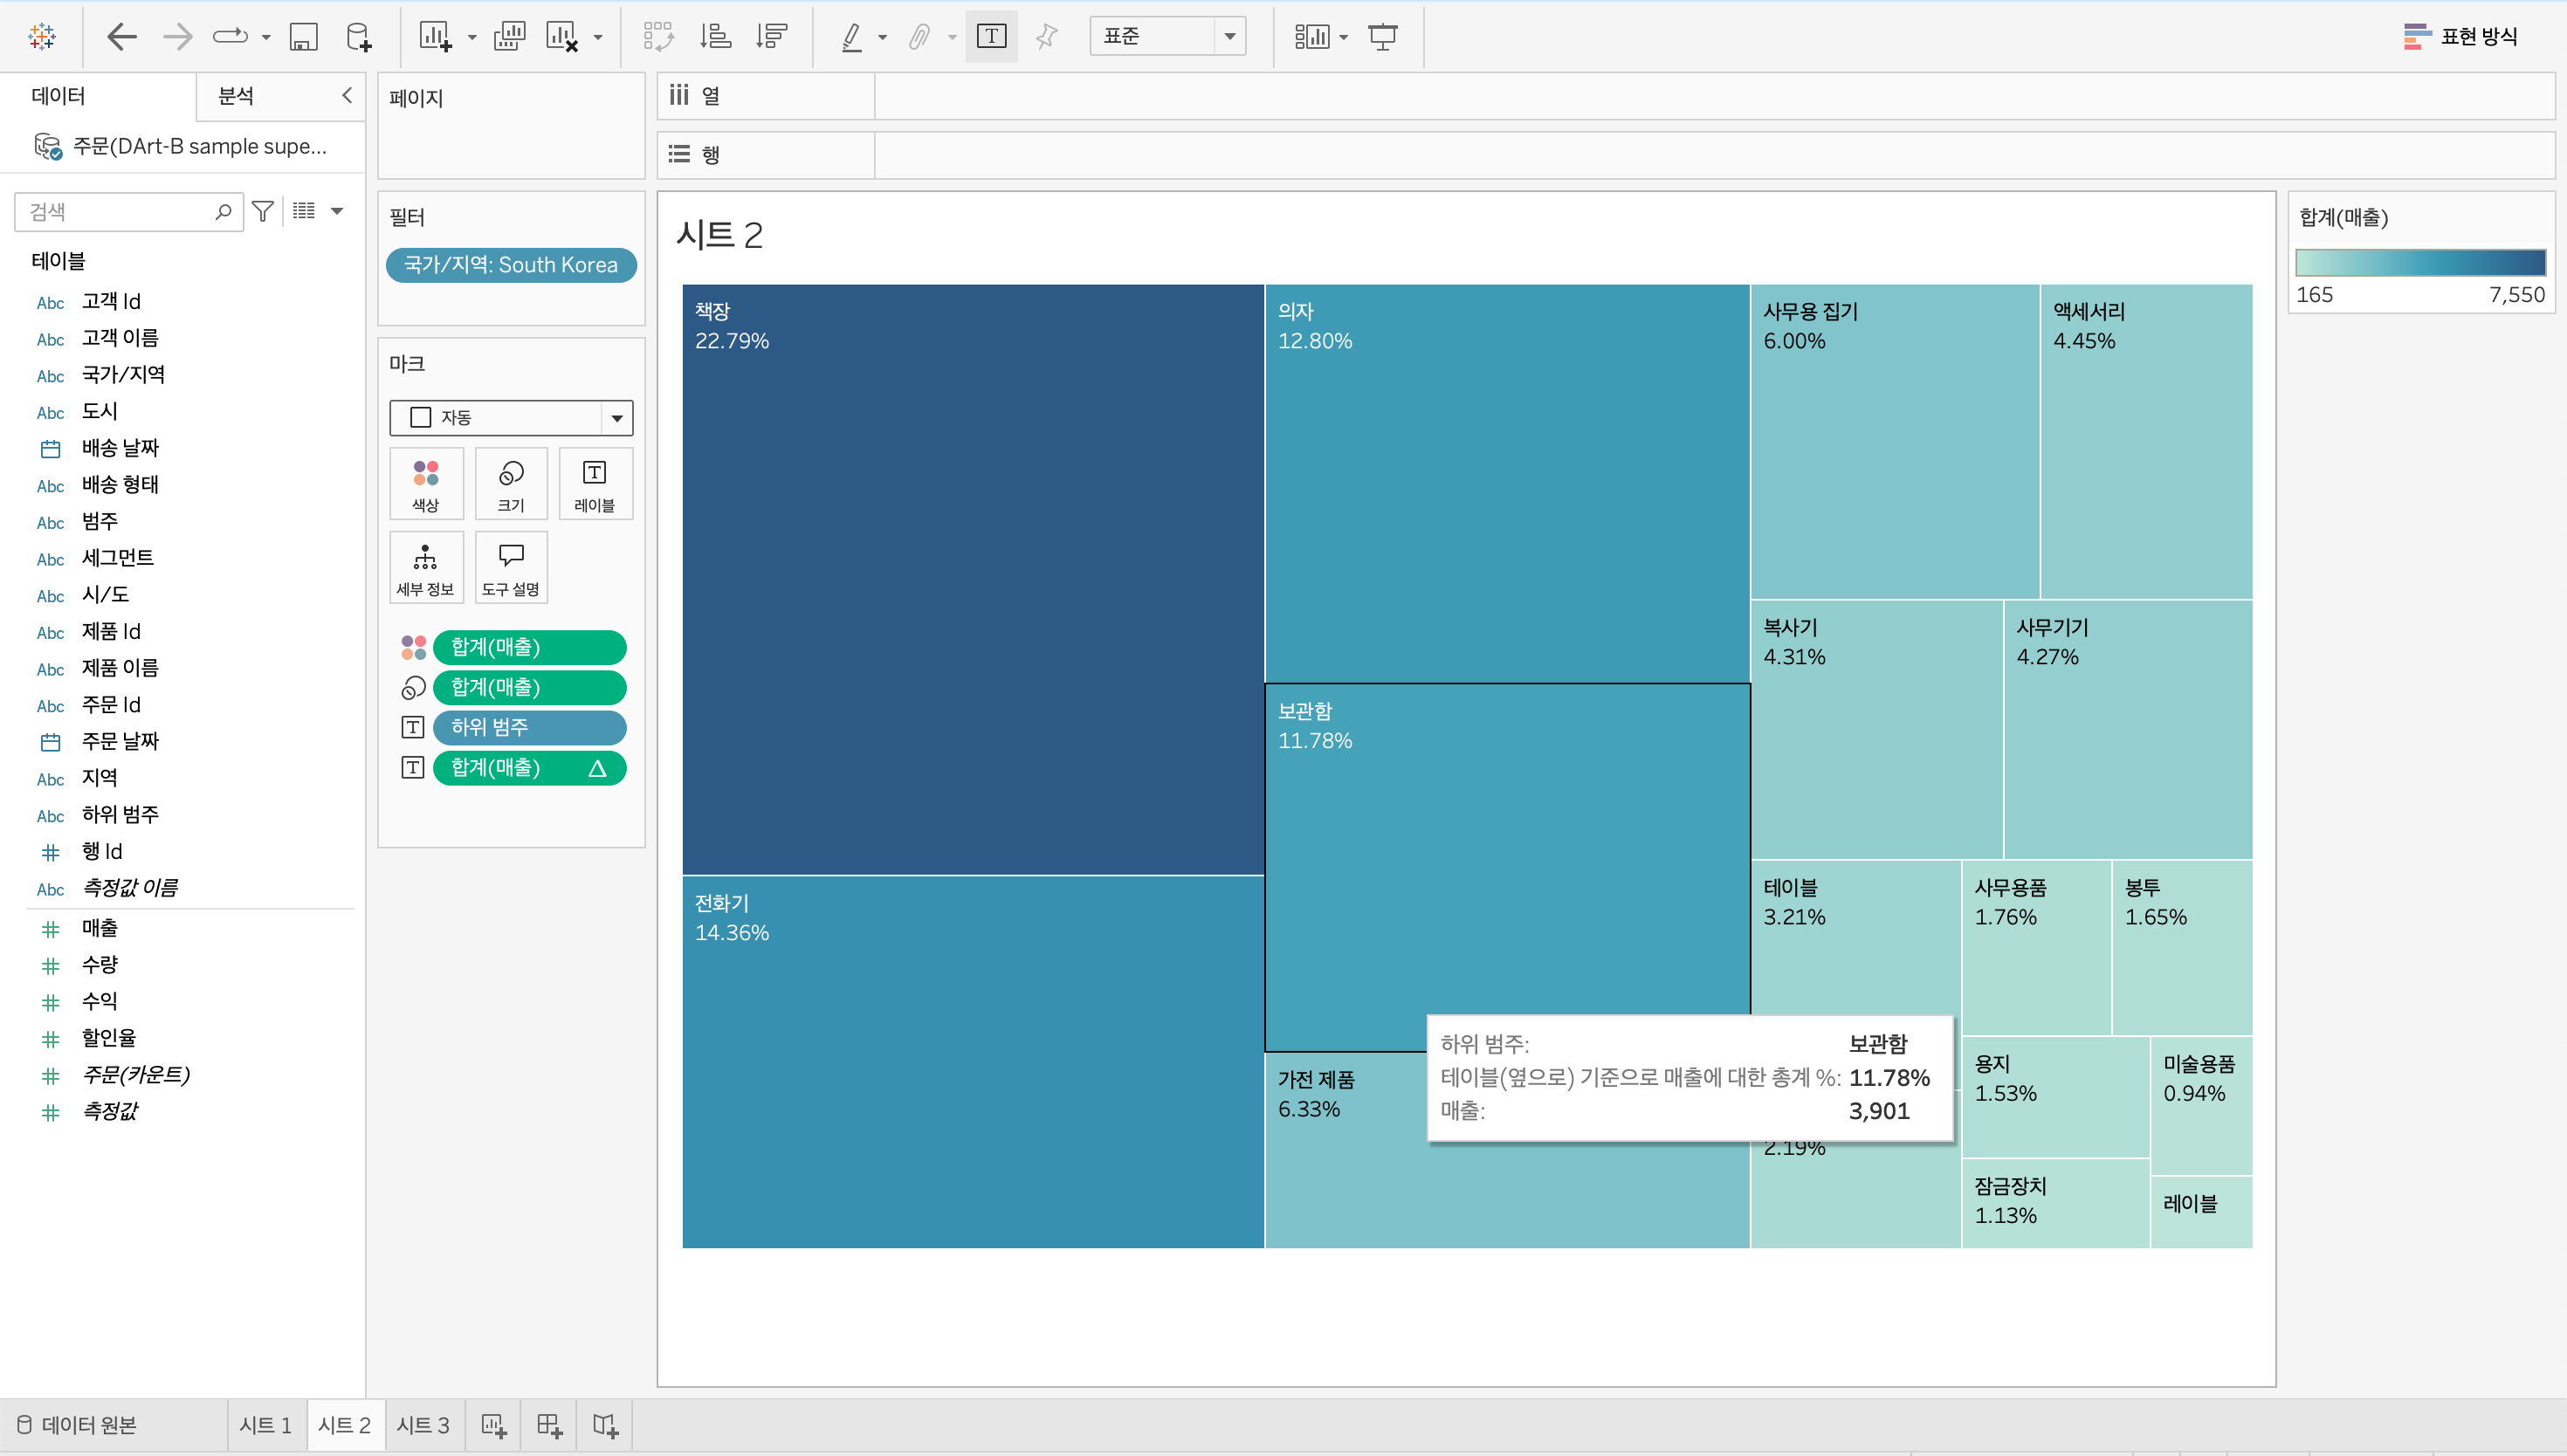 표준
표현 방식
데이터
분석
주문(DArt-B sample supe...
검색
테이블
Abc 고객 Id
Abc 고객 이름
Abc 국가/지역
Abc 도시
배송 날짜
Abc 배송 형태
Abc 범주
Abc 세그먼트
Abc 시/도
Abc 제품 Id
Abc 제품 이름
Abc 주문 Id
주문 날짜
Abc 지역
Abc 하위 범주
행 Id
Abc 측정값 이름
매출
수량
수익
할인율
주문(카운트)
측정값
페이지
필터
국가/지역: South Korea
마크
자동
색상
크기
레이블
세부 정보
도구 설명
합계(매출)
합계(매출)
하위 범주
합계(매출) △
열
행
시트 2
책장
22.79%
전화기
14.36%
의자
12.80%
보관함
11.78%
가전 제품
6.33%
사무용 집기
6.00%
액세서리
4.45%
복사기
4.31%
사무기기
4.27%
테이블
3.21%
사무용품
1.76%
봉투
1.65%
2.19%
용지
1.53%
미술용품
0.94%
잠금장치
1.13%
레이블
하위 범주: 보관함
테이블(옆으로) 기준으로 매출에 대한 총계 %: 11.78%
매출: 3,901
합계(매출)
165 7,550
데이터 원본
시트 1
시트 2
시트 3